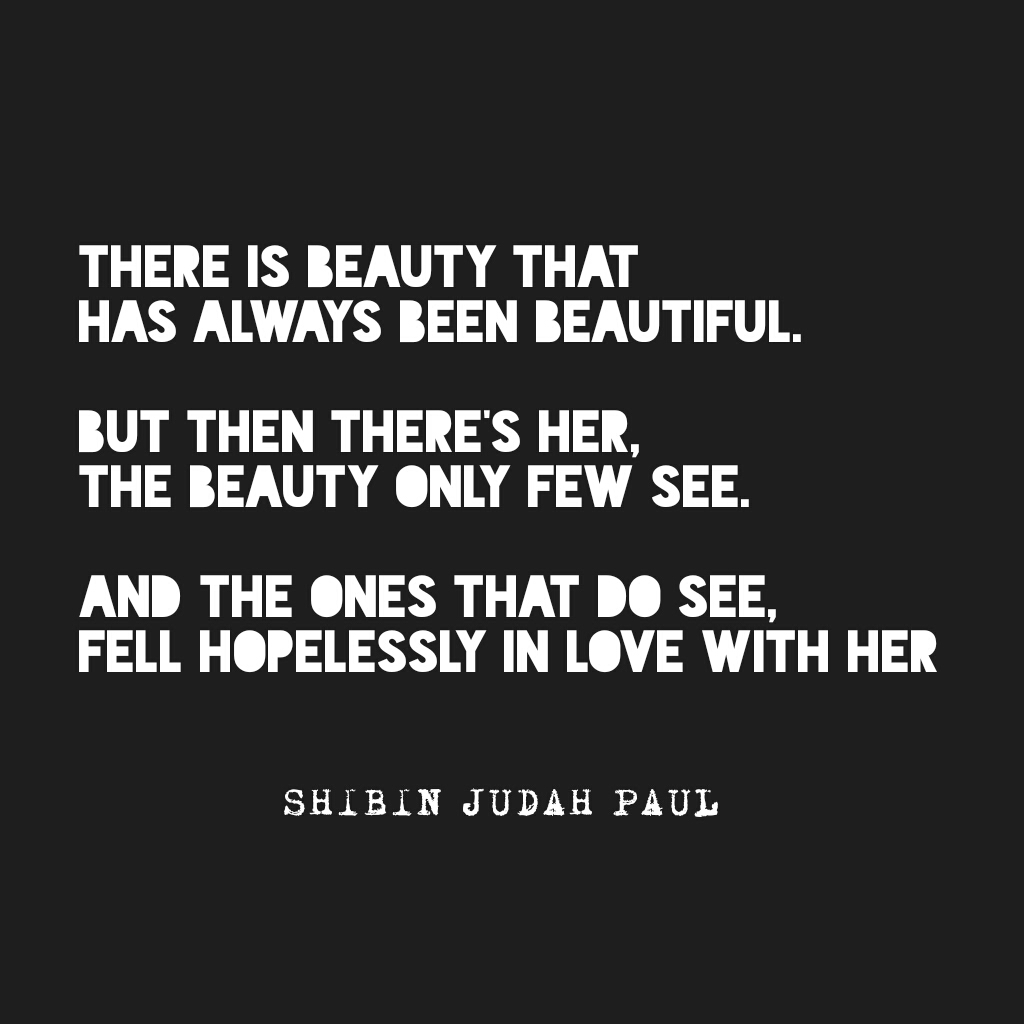 THERE IS BEAUTY THAT
HAS ALWAYS BEEN BEAUTIFUL.
BUT THEN THERE'S HER,
THE BEAUTY ONLY FEW SEE.
AND THE ONES THAT DO SEE,
FELL HOPELESSLY IN LOVE WITH HER
SHIBIN JUDAH PAUL